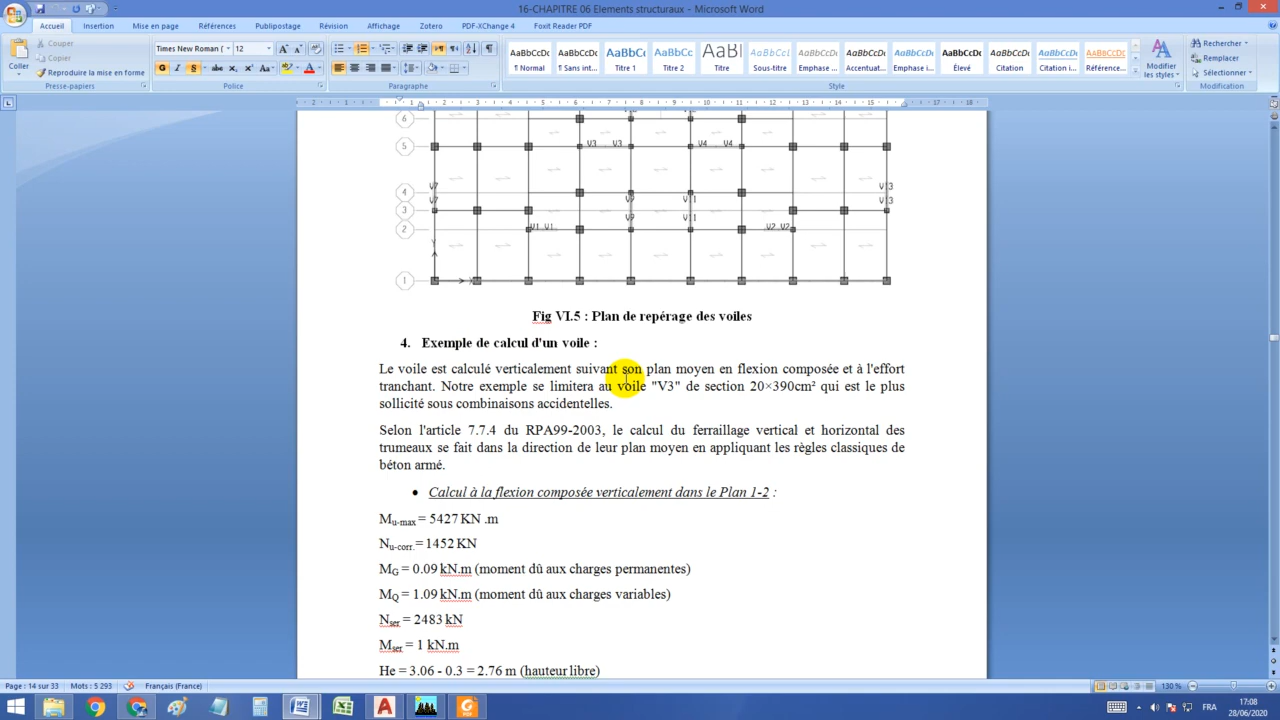 16-CHAPITRE 06 Elements structuraux - Microsoft Word
Accueil Insertion Mise en page Références Publipostage Révision Affichage Zotero PDF-XChange 4 Foxit Reader PDF
Coller
Couper
Copier
Reproduire la mise en forme
Presse-papiers
Times New Roman ( 12
Police
Paragraphe
AaBbCcDc AaBbCcDc AaBbC AaBbCc AaBl AaBbCcL AaBbCcDc AaBbCcDc AaBbCcDc AaBbCcDc AaBbCcDc AaBbCcDc AaBbCcDc
¶ Normal ¶ Sans int... Titre 1 Titre 2 Titre Sous-titre Emphase ... Accentuat... Emphase i... Élevé Citation Citation i... Référence...
Style
Modifier les styles
Rechercher
Remplacer
Sélectionner
Modification
6
5 V3 V3 V4 V4
V7 V13
4
V7 V9 V11 V13
3
V9 V11
2 V1 V1 V2 V2
Y
1
Fig VI.5 : Plan de repérage des voiles
4. Exemple de calcul d'un voile :
Le voile est calculé verticalement suivant son plan moyen en flexion composée et à l'effort
tranchant. Notre exemple se limitera au voile "V3" de section 20×390cm² qui est le plus
sollicité sous combinaisons accidentelles.
Selon l'article 7.7.4 du RPA99-2003, le calcul du ferraillage vertical et horizontal des
trumeaux se fait dans la direction de leur plan moyen en appliquant les règles classiques de
béton armé.
• Calcul à la flexion composée verticalement dans le Plan 1-2 :
Mu-max = 5427 KN .m
Nu-corr. = 1452 KN
MG = 0.09 kN.m (moment dû aux charges permanentes)
MQ = 1.09 kN.m (moment dû aux charges variables)
Nser = 2483 kN
Mser = 1 kN.m
He = 3.06 - 0.3 = 2.76 m (hauteur libre)
Page : 14 sur 33 Mots : 5 293 Français (France) 130 %
FRA 17:08
28/06/2020